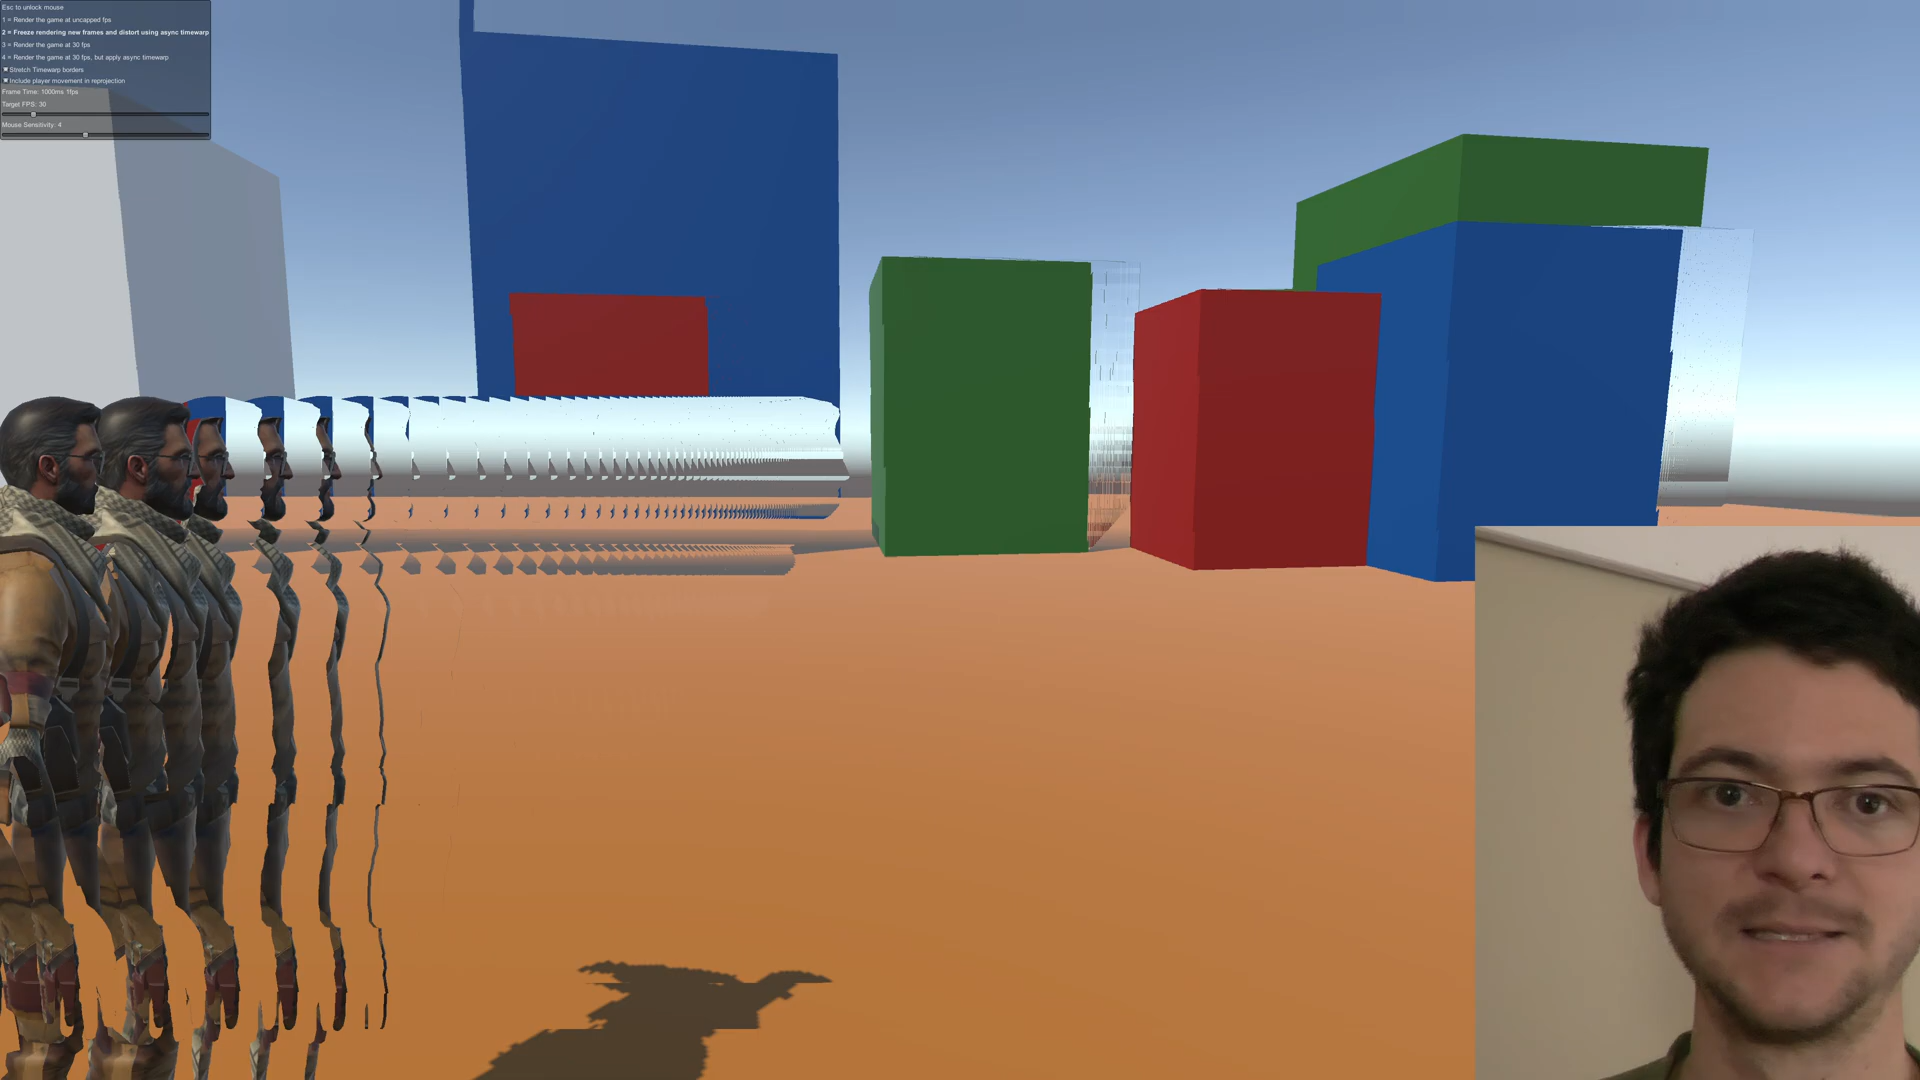 Esc to unlock mouse
1 = Render the game at uncapped fps
2 = Freeze rendering new frames and distort using async timewarp
3 = Render the game at 30 fps
4 = Render the game at 30 fps, but apply async timewarp
Stretch Timewarp borders
Include player movement in reprojection
Frame Time: 1000ms 1fps
Target FPS: 30
Mouse Sensitivity: 4